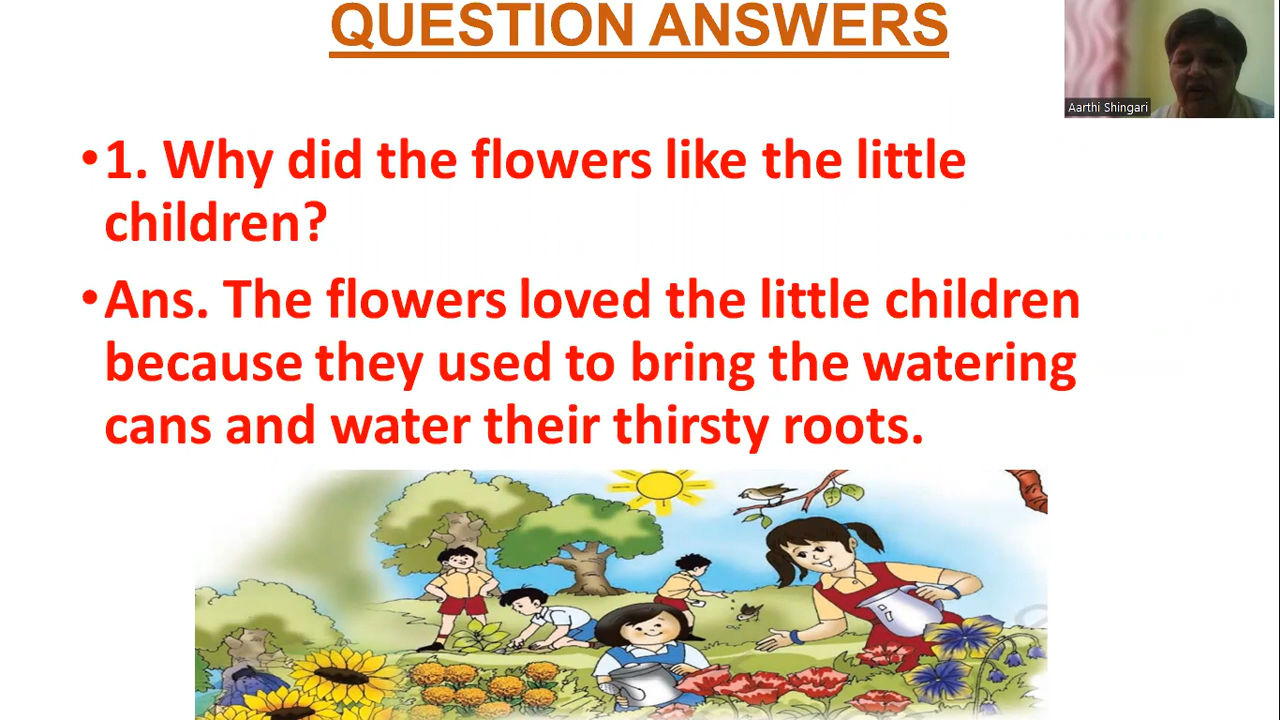 QUESTION ANSWERS
Aarthi Shingari
•1. Why did the flowers like the little
children?
•Ans. The flowers loved the little children
because they used to bring the watering
cans and water their thirsty roots.